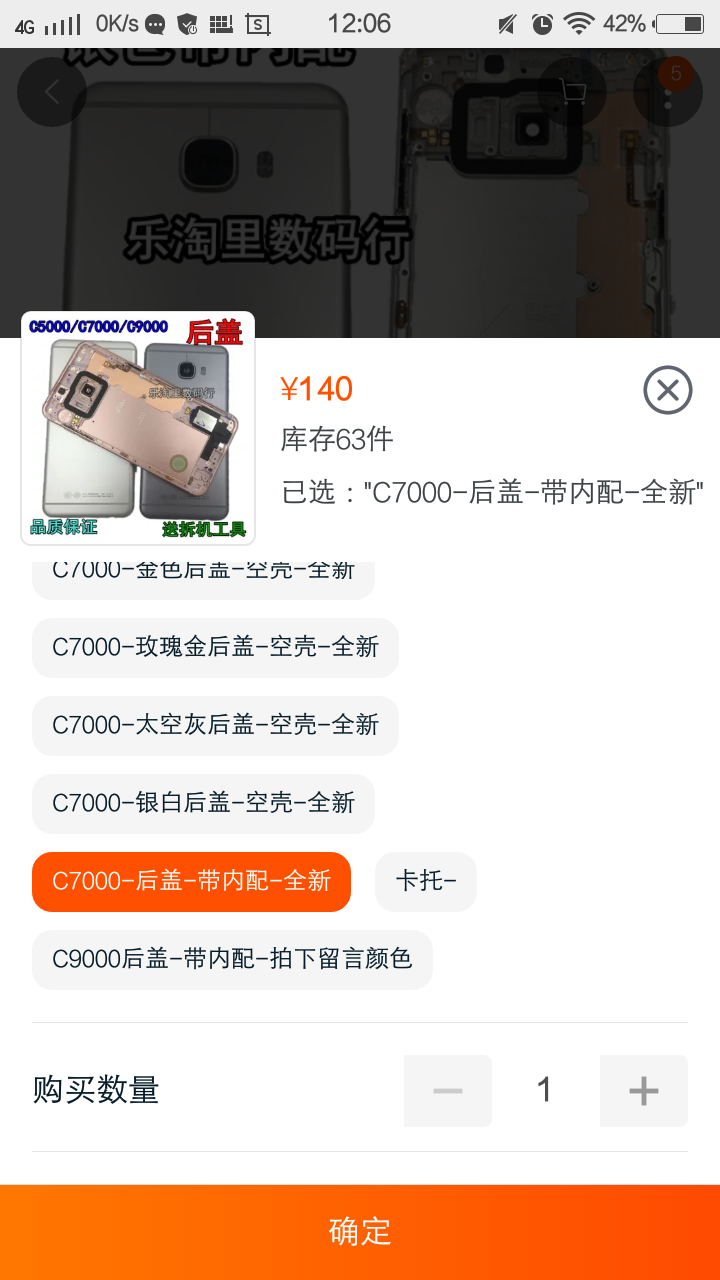 4G 0K/s S 12:06 42%
银色带内配
5
乐淘里数码行
C5000/C7000/C9000 后盖
乐淘里数码行
品质保证 送拆机工具
¥140
库存63件
已选："C7000-后盖-带内配-全新"
C7000-金色后盖-空壳-全新
C7000-玫瑰金后盖-空壳-全新
C7000-太空灰后盖-空壳-全新
C7000-银白后盖-空壳-全新
C7000-后盖-带内配-全新 卡托-
C9000后盖-带内配-拍下留言颜色
购买数量 1
确定